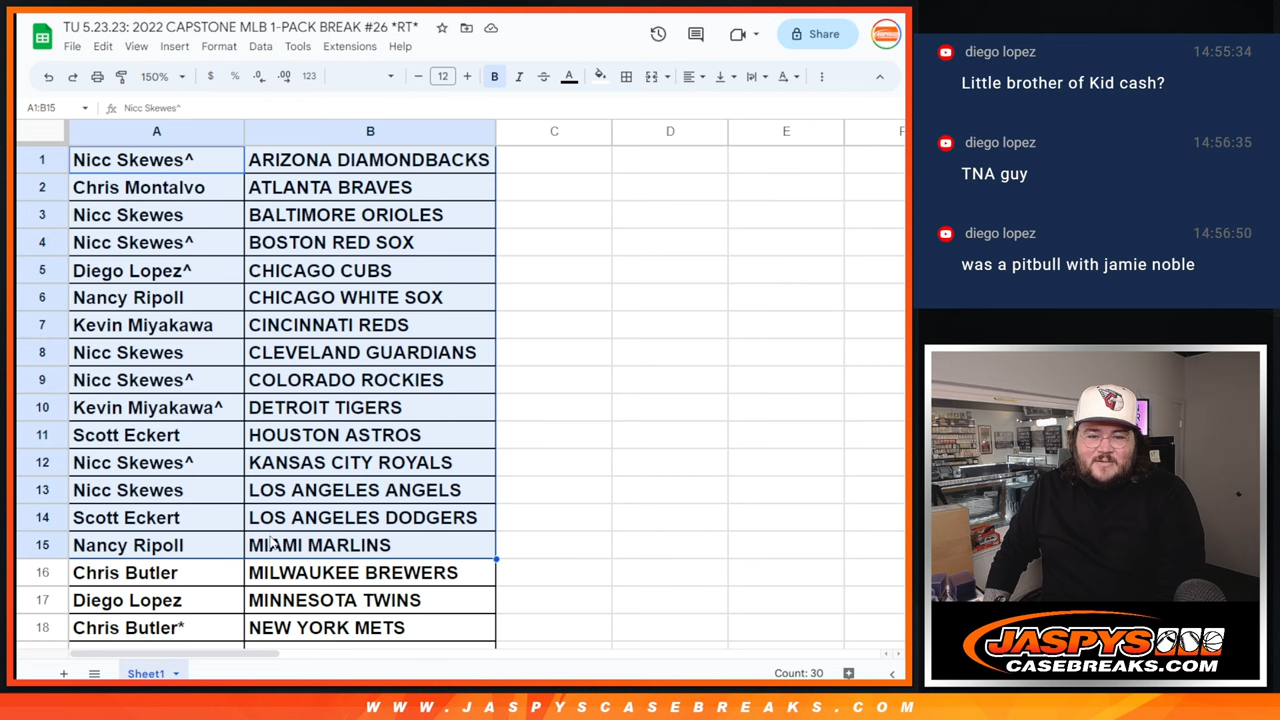 TU 5.23.23: 2022 CAPSTONE MLB 1-PACK BREAK #26 *RT*
File Edit View Insert Format Data Tools Extensions Help
Share
150% $ % .0 .00 123 12 B I A
A1:B15 fx Nicc Skewes^
A B C D E F
1 Nicc Skewes^ ARIZONA DIAMONDBACKS
2 Chris Montalvo ATLANTA BRAVES
3 Nicc Skewes BALTIMORE ORIOLES
4 Nicc Skewes^ BOSTON RED SOX
5 Diego Lopez^ CHICAGO CUBS
6 Nancy Ripoll CHICAGO WHITE SOX
7 Kevin Miyakawa CINCINNATI REDS
8 Nicc Skewes CLEVELAND GUARDIANS
9 Nicc Skewes^ COLORADO ROCKIES
10 Kevin Miyakawa^ DETROIT TIGERS
11 Scott Eckert HOUSTON ASTROS
12 Nicc Skewes^ KANSAS CITY ROYALS
13 Nicc Skewes LOS ANGELES ANGELS
14 Scott Eckert LOS ANGELES DODGERS
15 Nancy Ripoll MIAMI MARLINS
16 Chris Butler MILWAUKEE BREWERS
17 Diego Lopez MINNESOTA TWINS
18 Chris Butler* NEW YORK METS
Sheet1
Count: 30
diego lopez 14:55:34
Little brother of Kid cash?
diego lopez 14:56:35
TNA guy
diego lopez 14:56:50
was a pitbull with jamie noble
JASPYS
CASEBREAKS.COM
WWW.JASPYSCASEBREAKS.COM